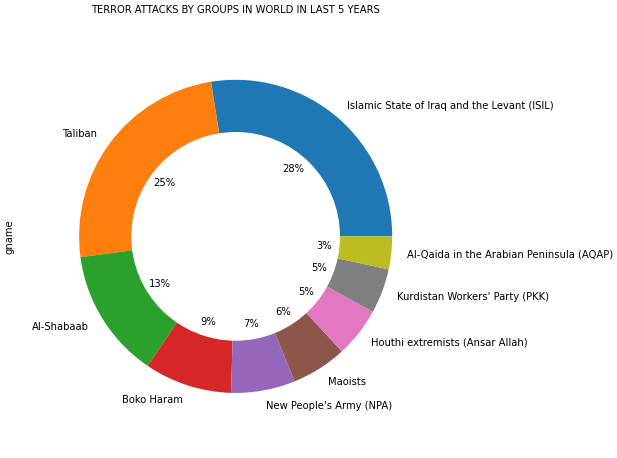 TERROR ATTACKS BY GROUPS IN WORLD IN LAST 5 YEARS
Islamic State of Iraq and the Levant (ISIL)
Taliban
28%
25%
gname
3%
Al-Qaida in the Arabian Peninsula (AQAP)
5%
13%
5%
Kurdistan Workers' Party (PKK)
6%
9%
7%
Al-Shabaab
Houthi extremists (Ansar Allah)
Maoists
Boko Haram
New People's Army (NPA)